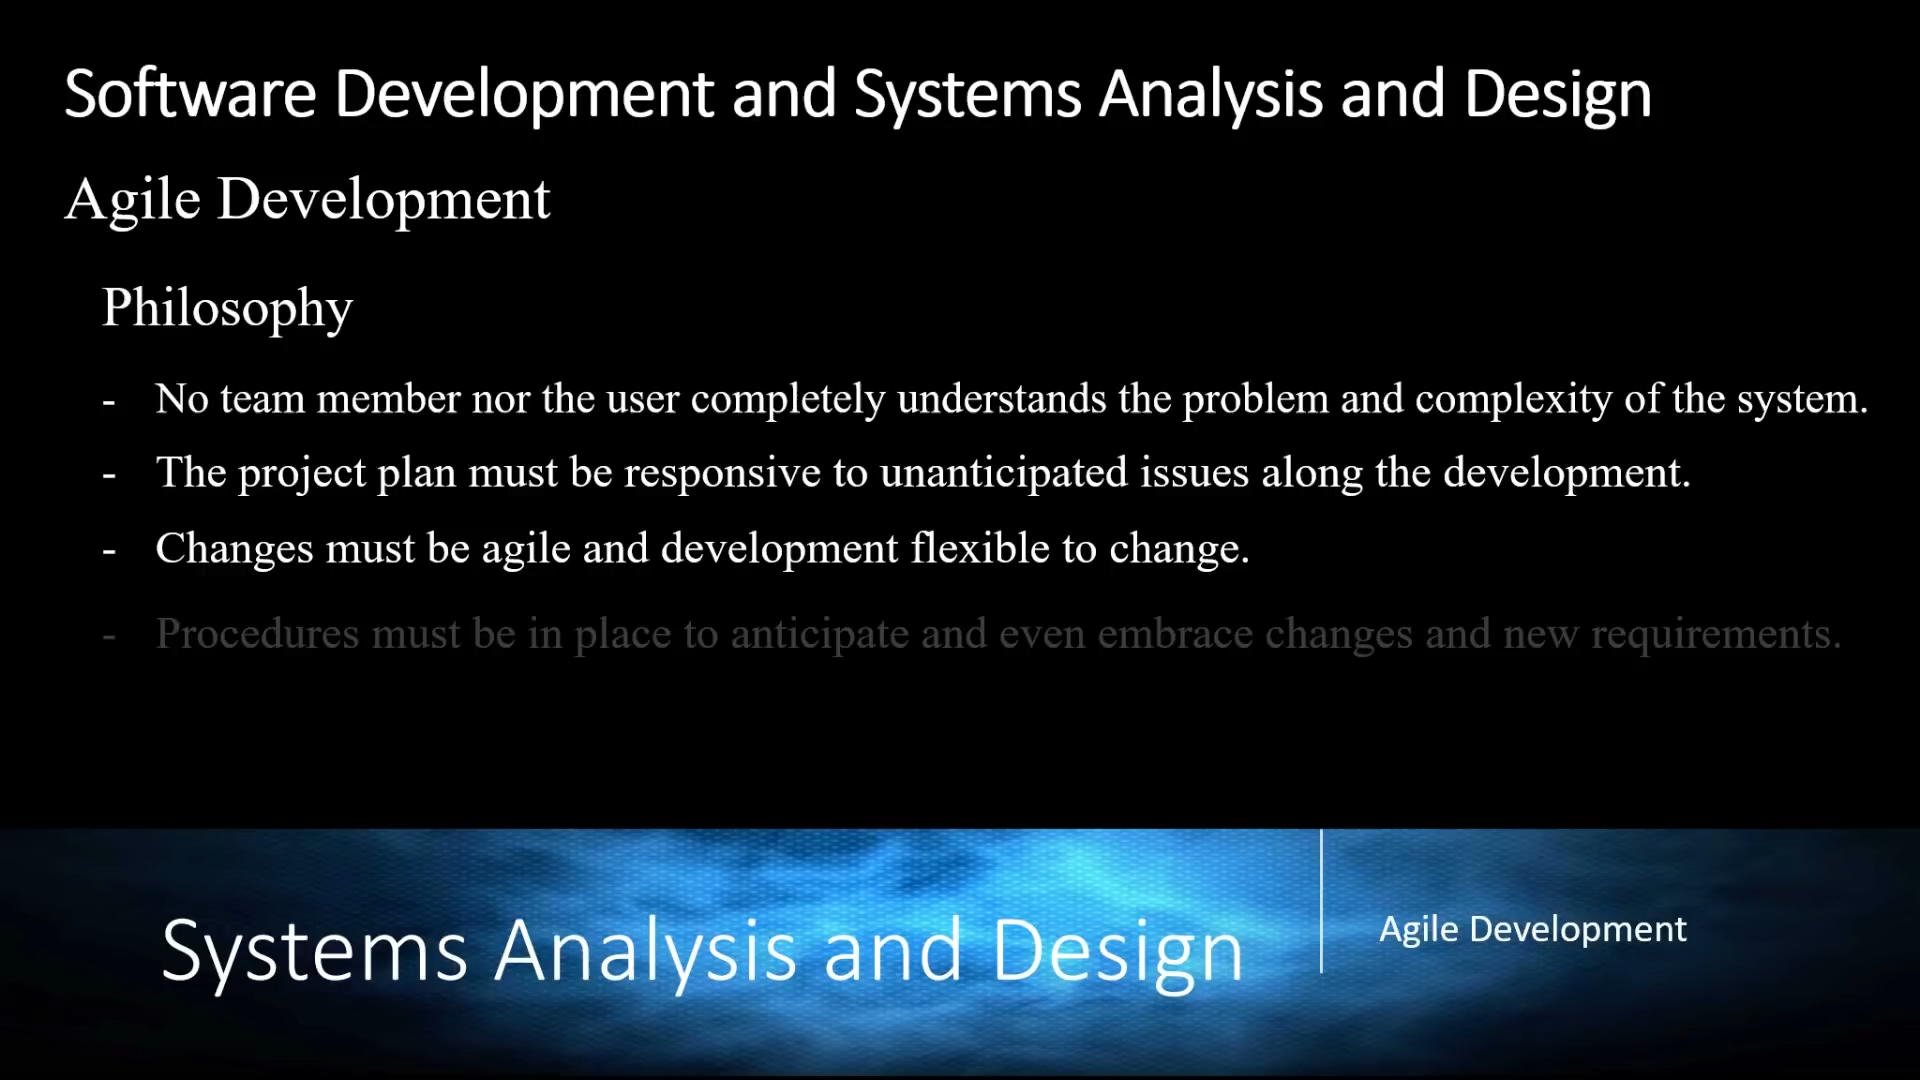 Software Development and Systems Analysis and Design
Agile Development
Philosophy
- No team member nor the user completely understands the problem and complexity of the system.
- The project plan must be responsive to unanticipated issues along the development.
- Changes must be agile and development flexible to change.
- Procedures must be in place to anticipate and even embrace changes and new requirements.
Systems Analysis and Design
Agile Development